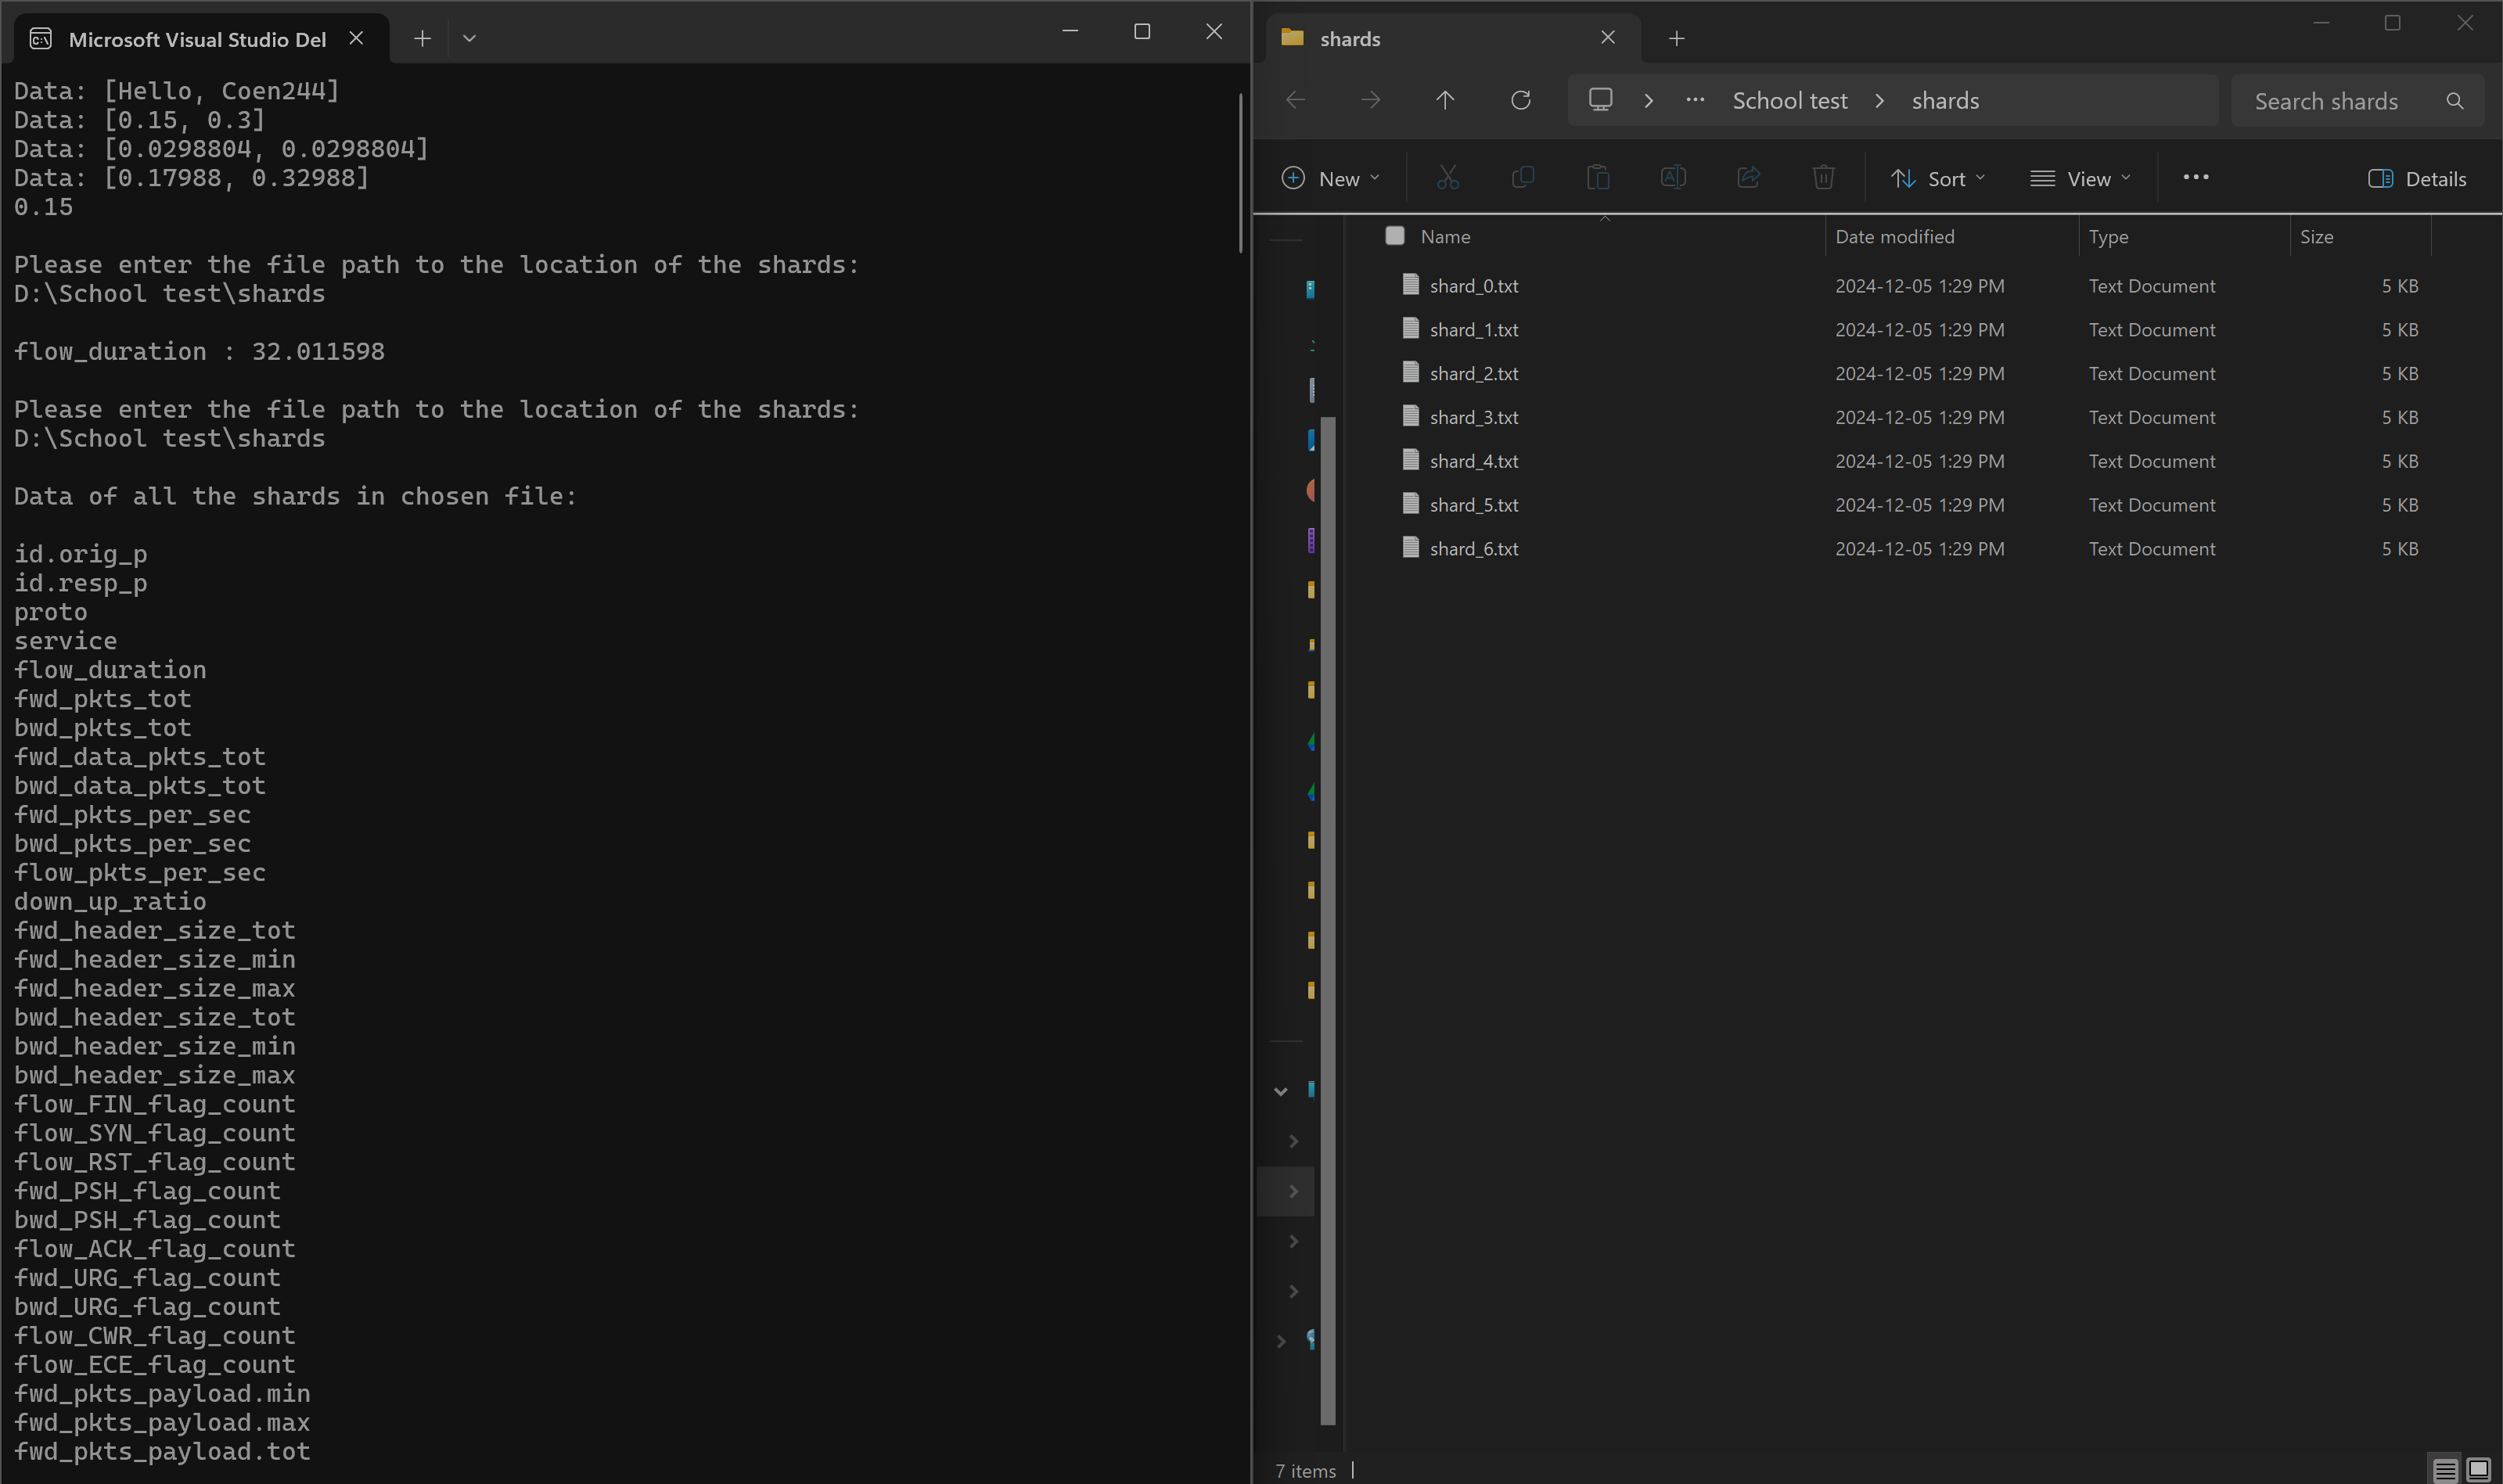 Microsoft Visual Studio Del
Data: [Hello, Coen244]
Data: [0.15, 0.3]
Data: [0.0298804, 0.0298804]
Data: [0.17988, 0.32988]
0.15
Please enter the file path to the location of the shards:
D:\School test\shards
flow_duration : 32.011598
Please enter the file path to the location of the shards:
D:\School test\shards
Data of all the shards in chosen file:
id.orig_p
id.resp_p
proto
service
flow_duration
fwd_pkts_tot
bwd_pkts_tot
fwd_data_pkts_tot
bwd_data_pkts_tot
fwd_pkts_per_sec
bwd_pkts_per_sec
flow_pkts_per_sec
down_up_ratio
fwd_header_size_tot
fwd_header_size_min
fwd_header_size_max
bwd_header_size_tot
bwd_header_size_min
bwd_header_size_max
flow_FIN_flag_count
flow_SYN_flag_count
flow_RST_flag_count
fwd_PSH_flag_count
bwd_PSH_flag_count
flow_ACK_flag_count
fwd_URG_flag_count
bwd_URG_flag_count
flow_CWR_flag_count
flow_ECE_flag_count
fwd_pkts_payload.min
fwd_pkts_payload.max
fwd_pkts_payload.tot
shards
School test > shards
Search shards
New Sort View Details
Name Date modified Type Size
shard_0.txt 2024-12-05 1:29 PM Text Document 5 KB
shard_1.txt 2024-12-05 1:29 PM Text Document 5 KB
shard_2.txt 2024-12-05 1:29 PM Text Document 5 KB
shard_3.txt 2024-12-05 1:29 PM Text Document 5 KB
shard_4.txt 2024-12-05 1:29 PM Text Document 5 KB
shard_5.txt 2024-12-05 1:29 PM Text Document 5 KB
shard_6.txt 2024-12-05 1:29 PM Text Document 5 KB
7 items